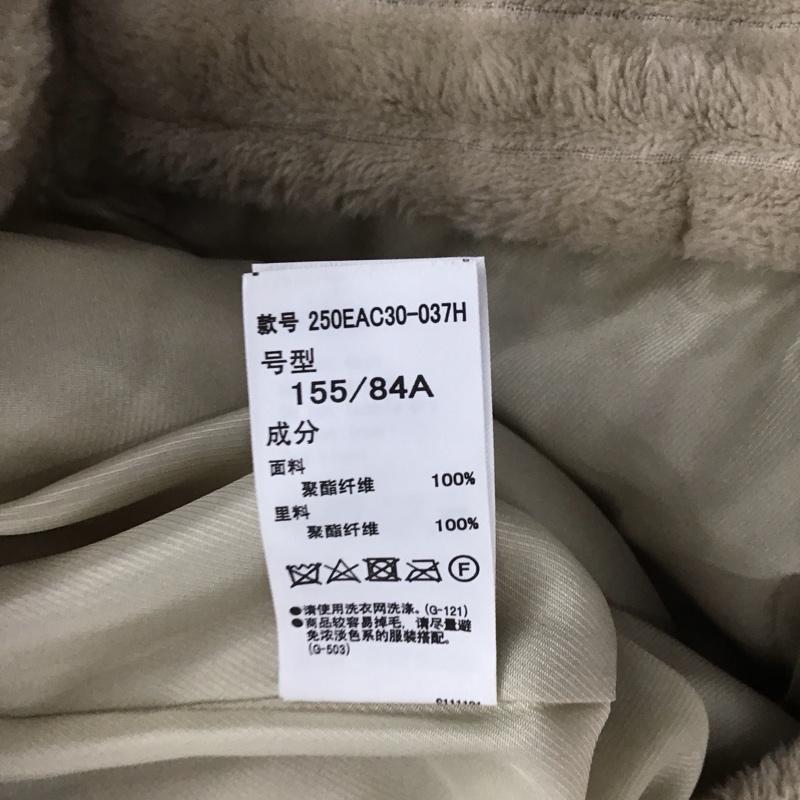 款号 250EAC30-037H
号型
155/84A
成分
面料
聚酯纤维 100%
里料
聚酯纤维 100%
F
●请使用洗衣网洗涤。(G-121)
●商品较容易掉毛, 请尽量避
免浓淡色系的服装搭配。
(G-503)